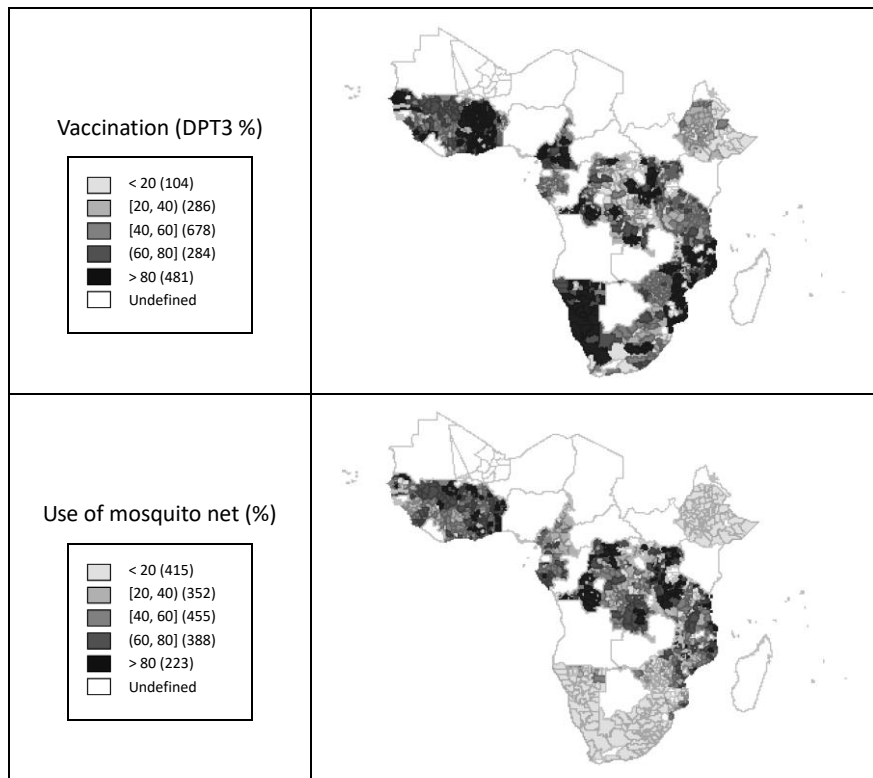 Vaccination (DPT3 %)
< 20 (104)
[20, 40) (286)
[40, 60] (678)
(60, 80] (284)
> 80 (481)
Undefined
Use of mosquito net (%)
< 20 (415)
[20, 40) (352)
[40, 60] (455)
(60, 80] (388)
> 80 (223)
Undefined